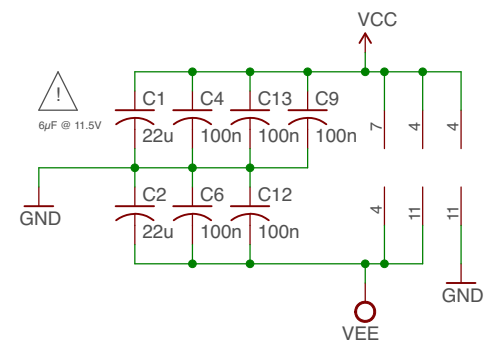 VCC
!
6µF @ 11.5V
C1
C4
C13
C9
22u
100n
100n
100n
7
4
4
GND
C2
C6
C12
22u
100n
100n
4
11
11
GND
VEE